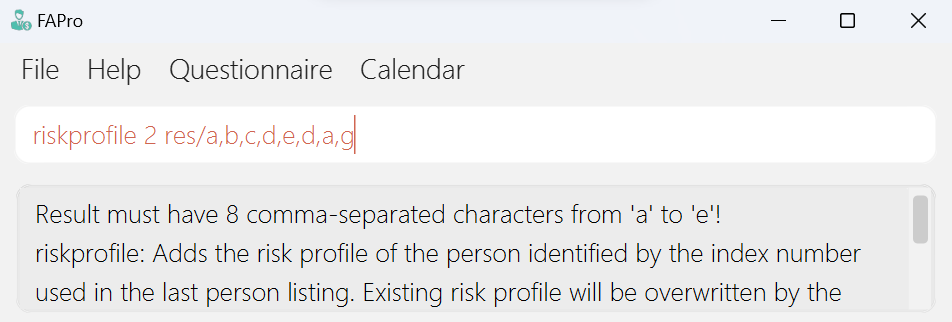 FAPro
File Help Questionnaire Calendar
riskprofile 2 res/a,b,c,d,e,d,a,g
Result must have 8 comma-separated characters from 'a' to 'e'!
riskprofile: Adds the risk profile of the person identified by the index number
used in the last person listing. Existing risk profile will be overwritten by the